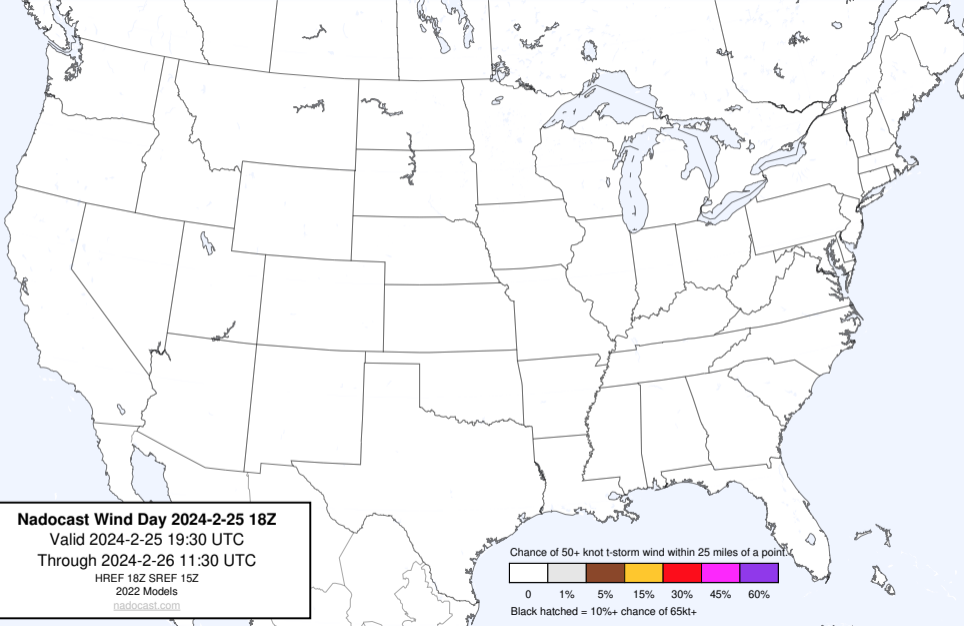 Nadocast Wind Day 2024-2-25 18Z
Valid 2024-2-25 19:30 UTC
Through 2024-2-26 11:30 UTC
HREF 18Z SREF 15Z
2022 Models
nadocast.com
Chance of 50+ knot t-storm wind within 25 miles of a point.
0 1% 5% 15% 30% 45% 60%
Black hatched = 10%+ chance of 65kt+